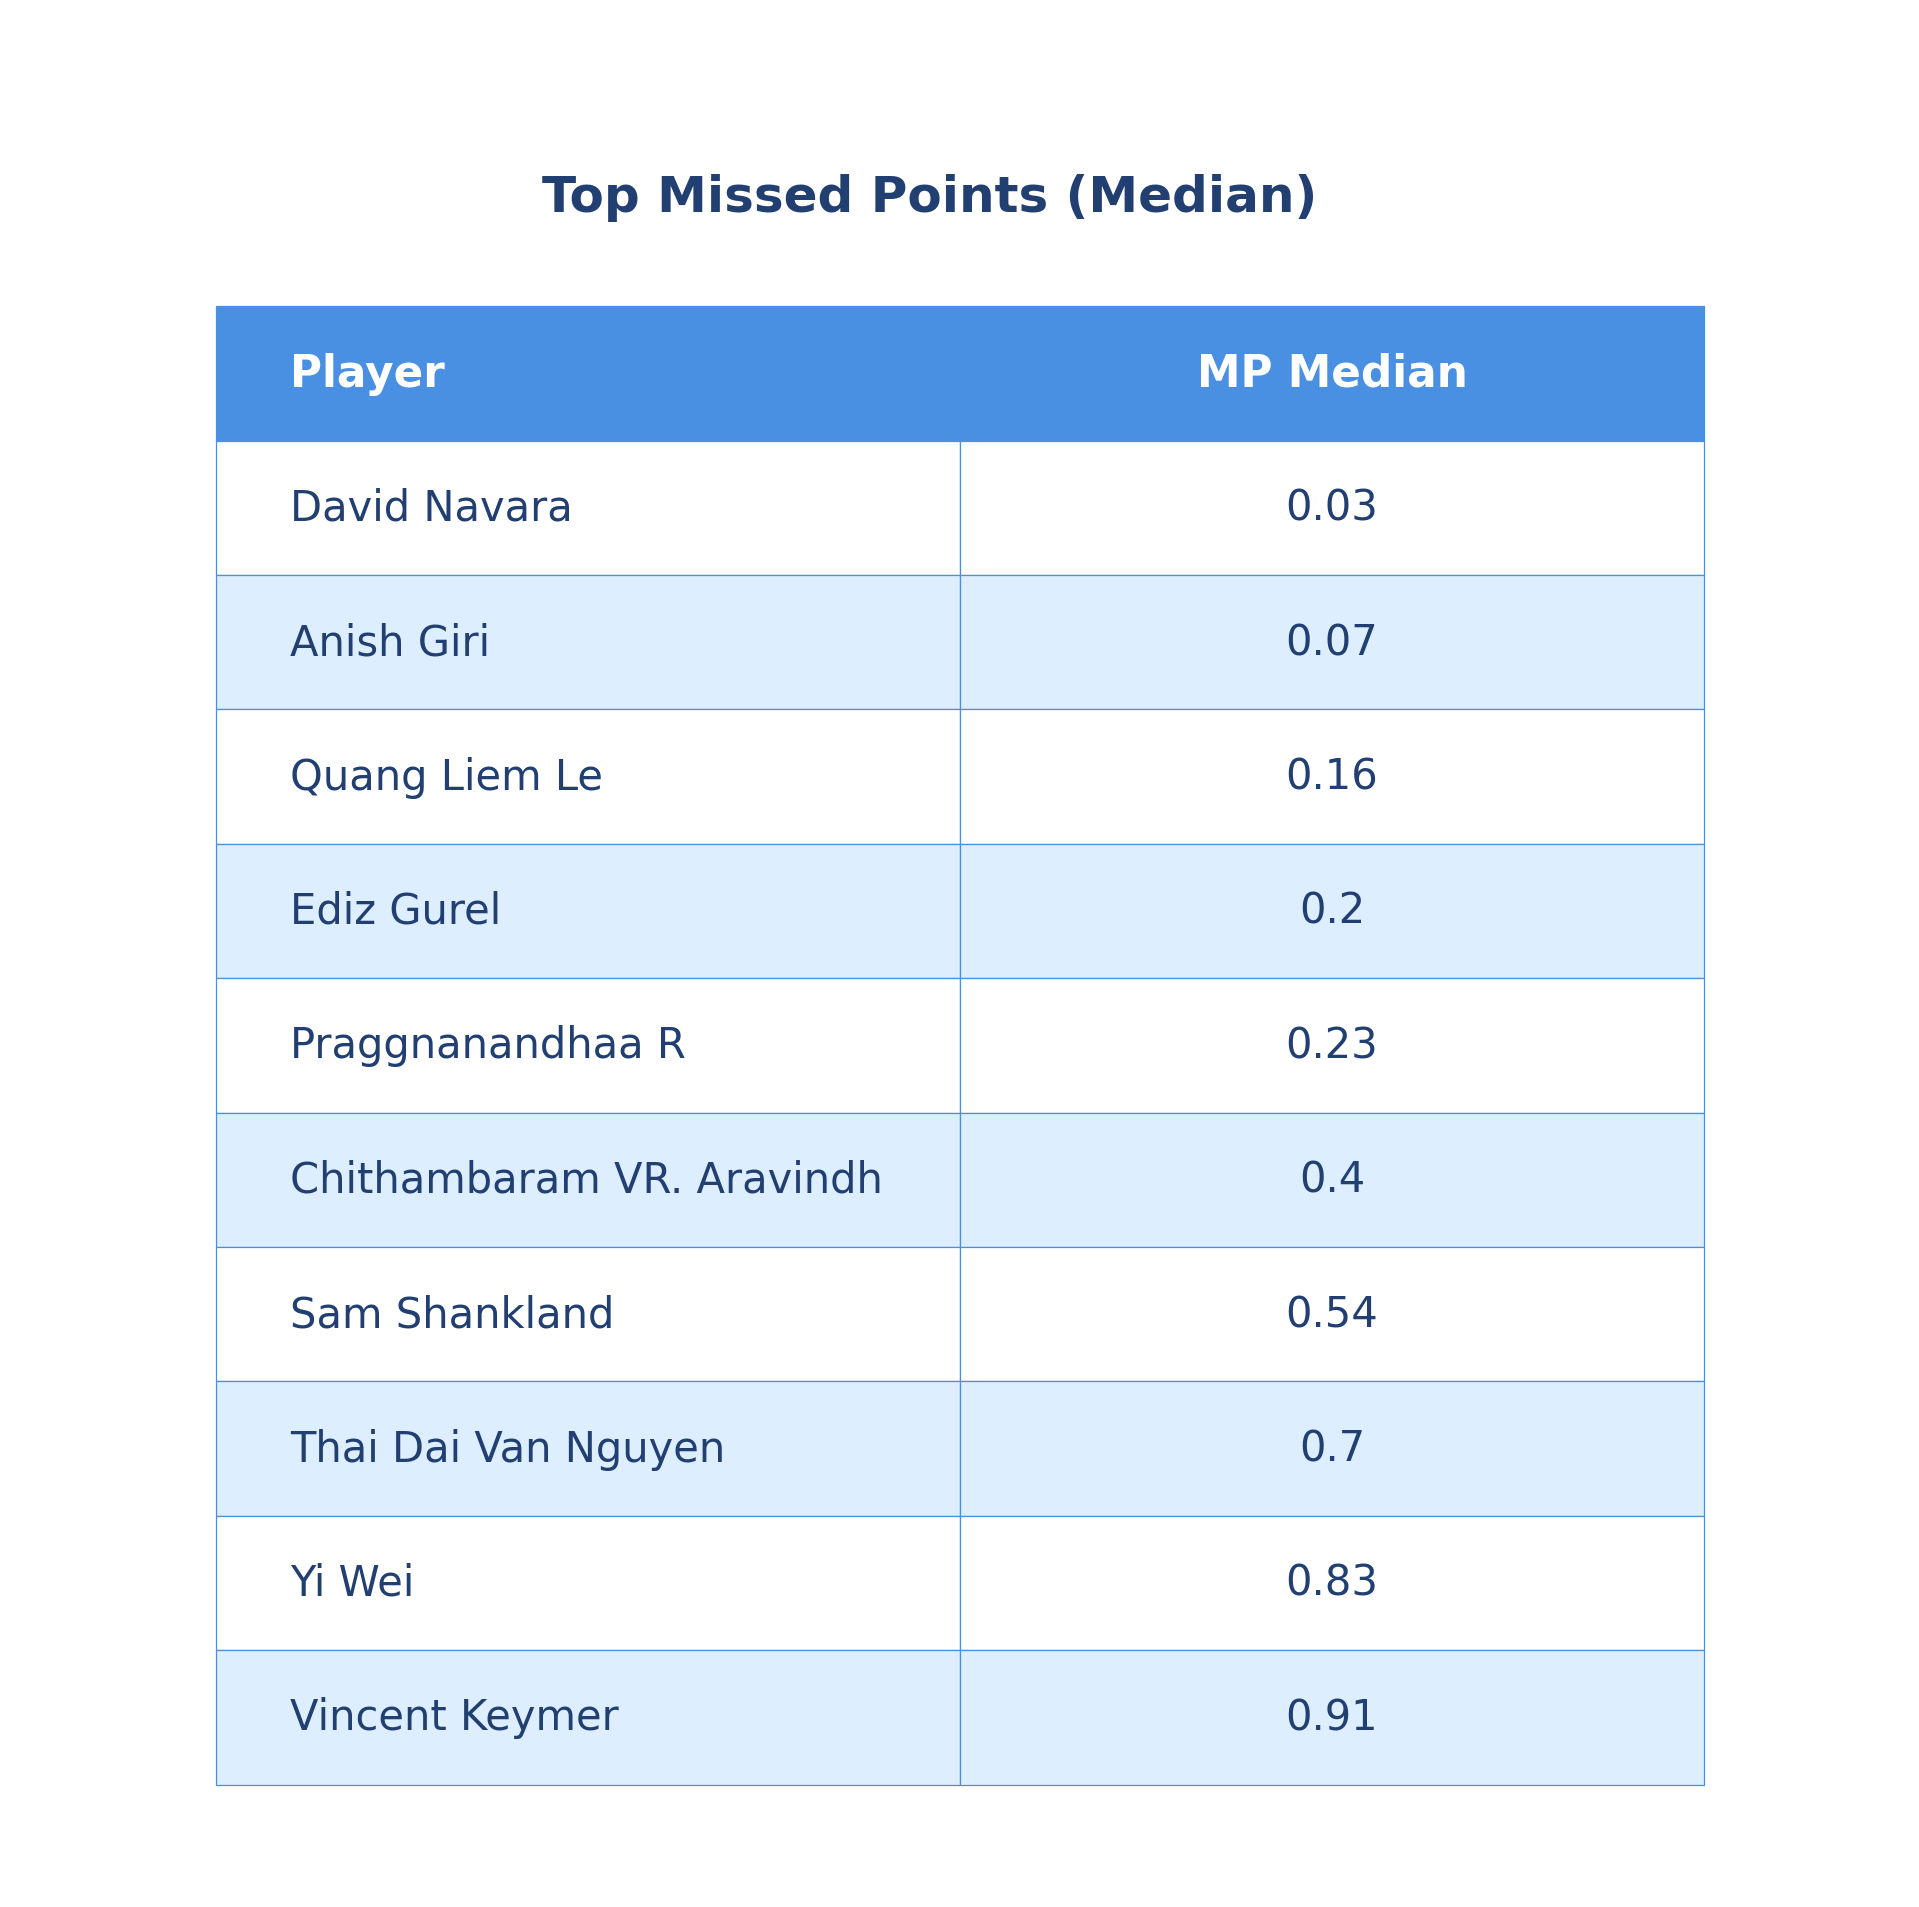 Top Missed Points (Median)
Player MP Median
David Navara 0.03
Anish Giri 0.07
Quang Liem Le 0.16
Ediz Gurel 0.2
Praggnanandhaa R 0.23
Chithambaram VR. Aravindh 0.4
Sam Shankland 0.54
Thai Dai Van Nguyen 0.7
Yi Wei 0.83
Vincent Keymer 0.91